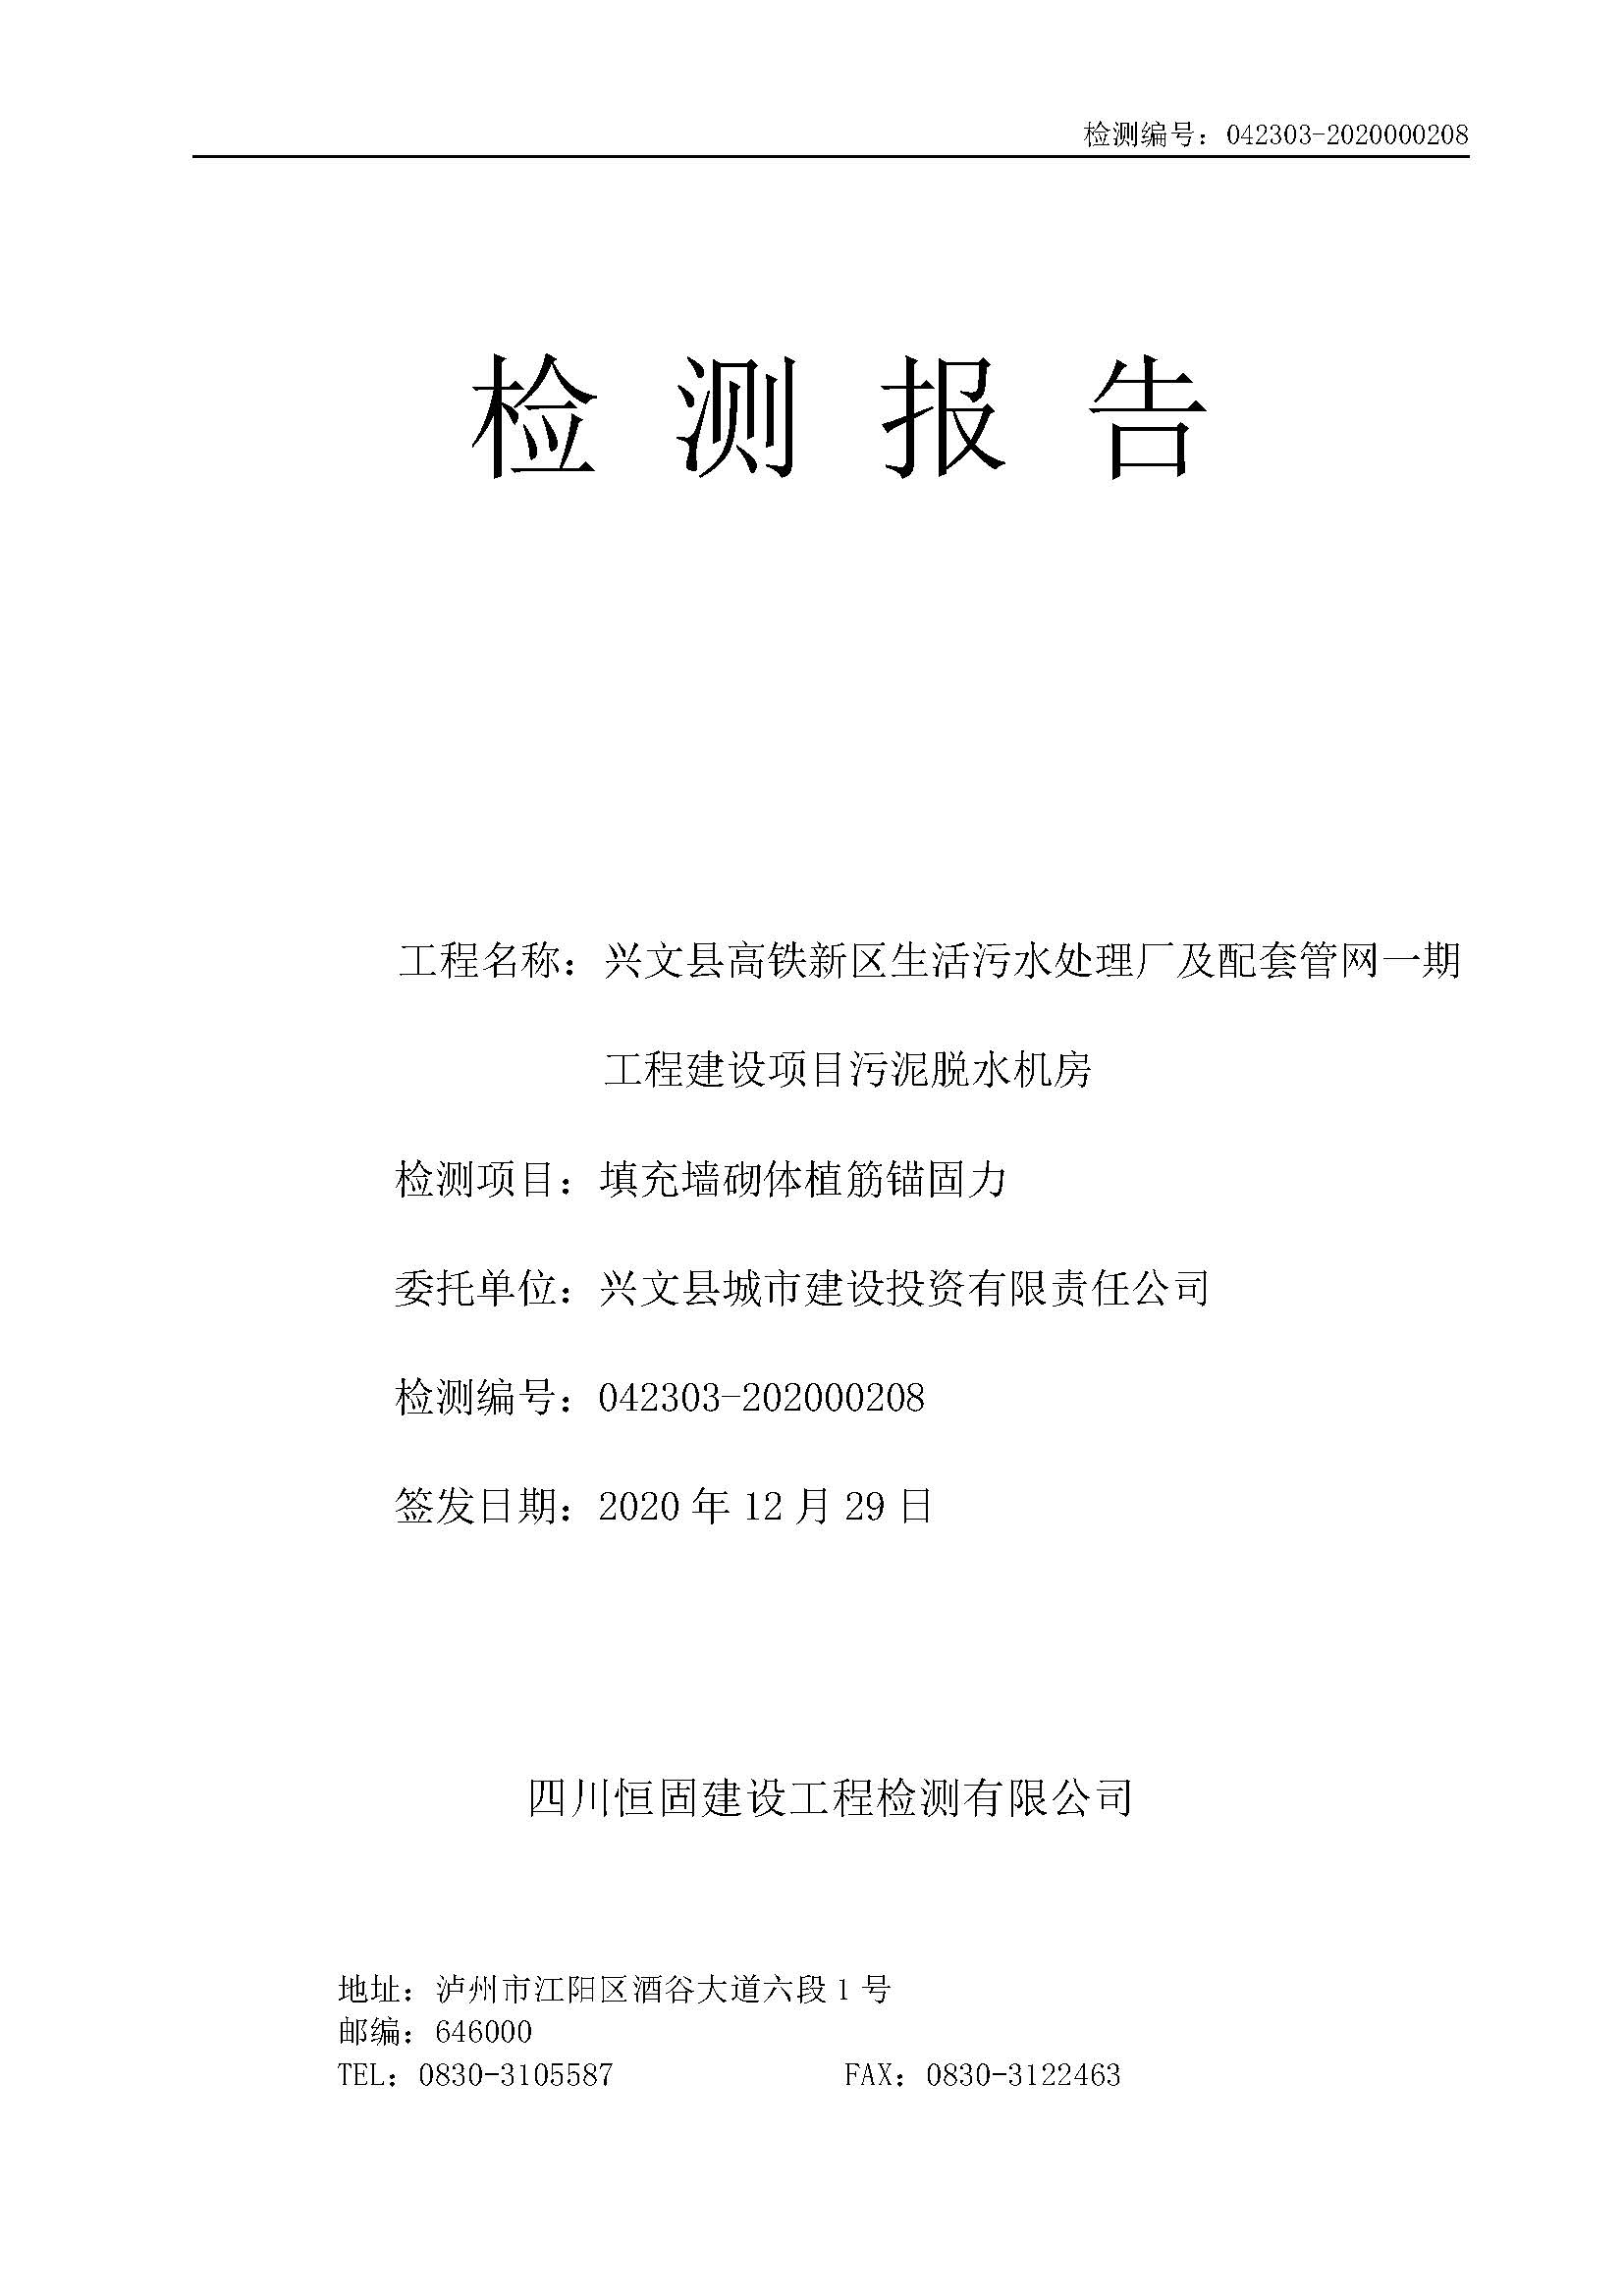 检测编号：042303-2020000208
检测报告
工程名称：兴文县高铁新区生活污水处理厂及配套管网一期
工程建设项目污泥脱水机房
检测项目：填充墙砌体植筋锚固力
委托单位：兴文县城市建设投资有限责任公司
检测编号：042303-202000208
签发日期：2020 年 12 月 29 日
四川恒固建设工程检测有限公司
地址：泸州市江阳区酒谷大道六段 1 号
邮编：646000
TEL：0830-3105587 FAX：0830-3122463